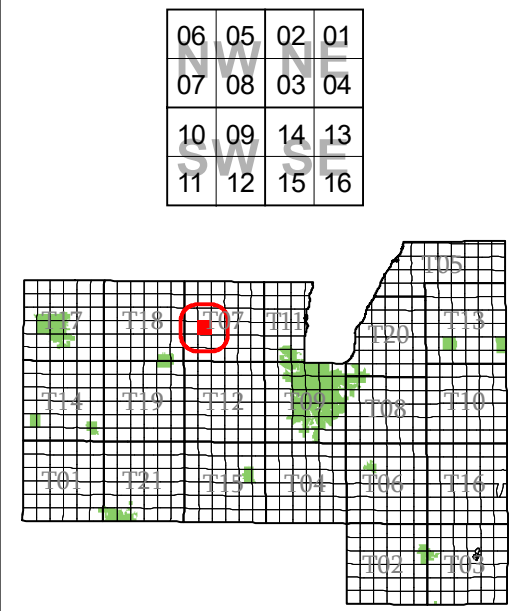 06 05 02 01
NW NE
07 08 03 04
10 09 14 13
SW SE
11 12 15 16
T05
T17 T18 T07 T11 T20 T13
T14 T19 T12 T09 T08 T10
T01 T21 T15 T04 T06 T16
T02 T03